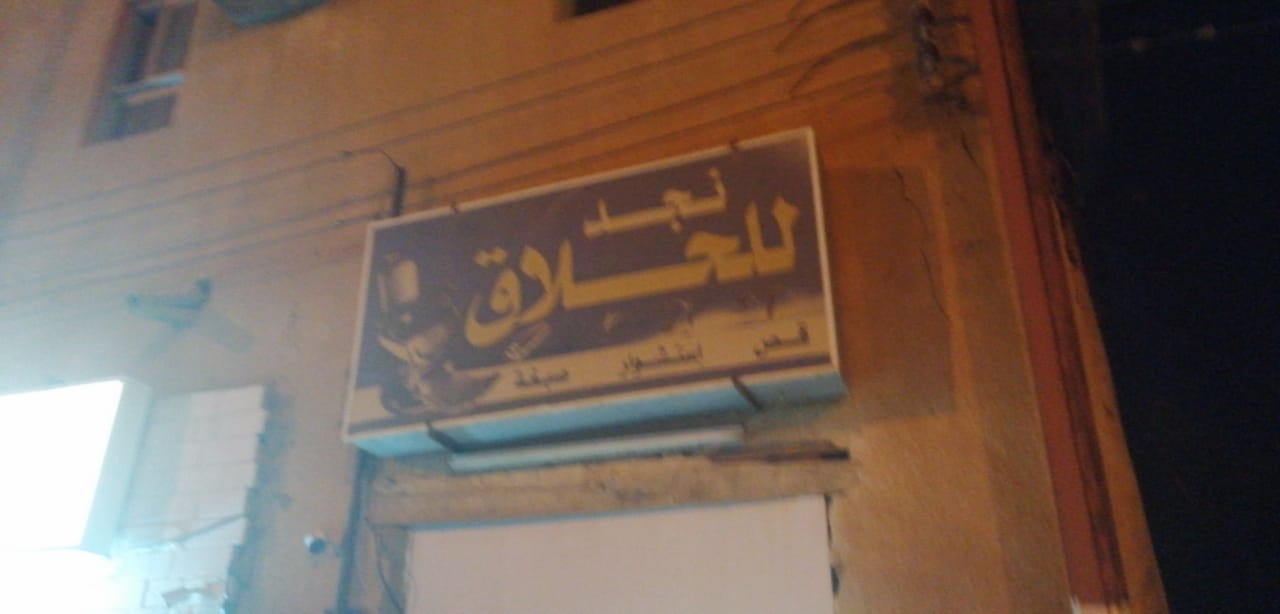 نجد
للحلاق
قص استشوار صبغة